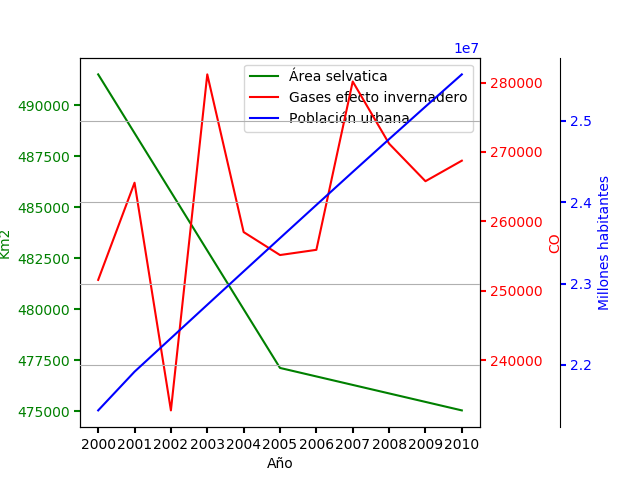 1e7
Área selvatica
Gases efecto invernadero
Población urbana
490000
487500
485000
482500
480000
477500
475000
Km2
280000
270000
260000
250000
240000
CO
2.5
2.4
2.3
2.2
Millones habitantes
2000 2001 2002 2003 2004 2005 2006 2007 2008 2009 2010
Año